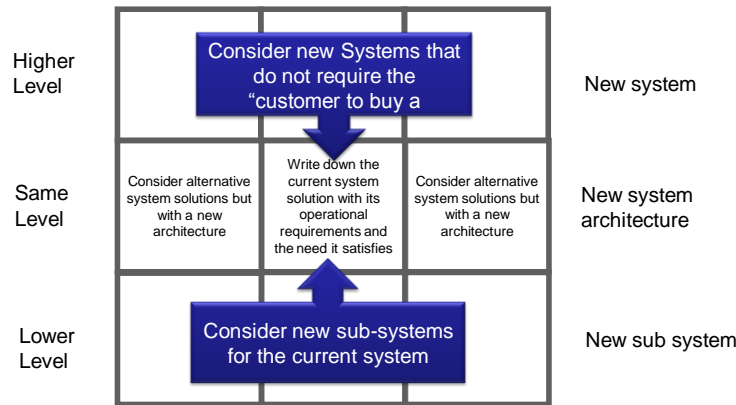 Higher
Level
Consider new Systems that
do not require the
“customer to buy a
New system
Same
Level
Consider alternative
system solutions but
with a new
architecture
Write down the
current system
solution with its
operational
requirements and
the need it satisfies
Consider alternative
system solutions but
with a new
architecture
New system
architecture
Lower
Level
Consider new sub-systems
for the current system
New sub system